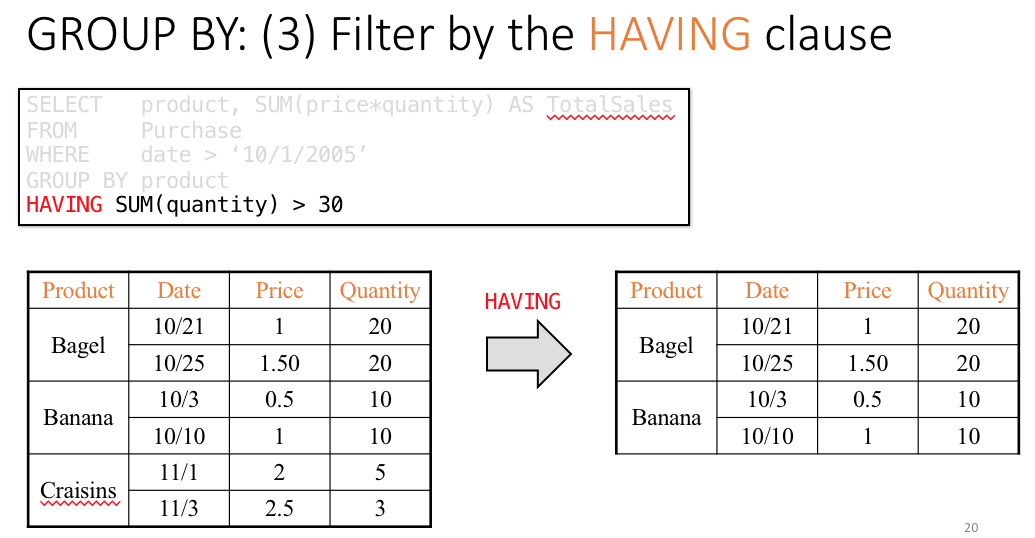 GROUP BY: (3) Filter by the HAVING clause
SELECT product, SUM(price*quantity) AS TotalSales
FROM Purchase
WHERE date > ‘10/1/2005’
GROUP BY product
HAVING SUM(quantity) > 30
Product Date Price Quantity
Bagel
10/21 1 20
10/25 1.50 20
Banana
10/3 0.5 10
10/10 1 10
Craisins
11/1 2 5
11/3 2.5 3
HAVING
Product Date Price Quantity
Bagel
10/21 1 20
10/25 1.50 20
Banana
10/3 0.5 10
10/10 1 10
20